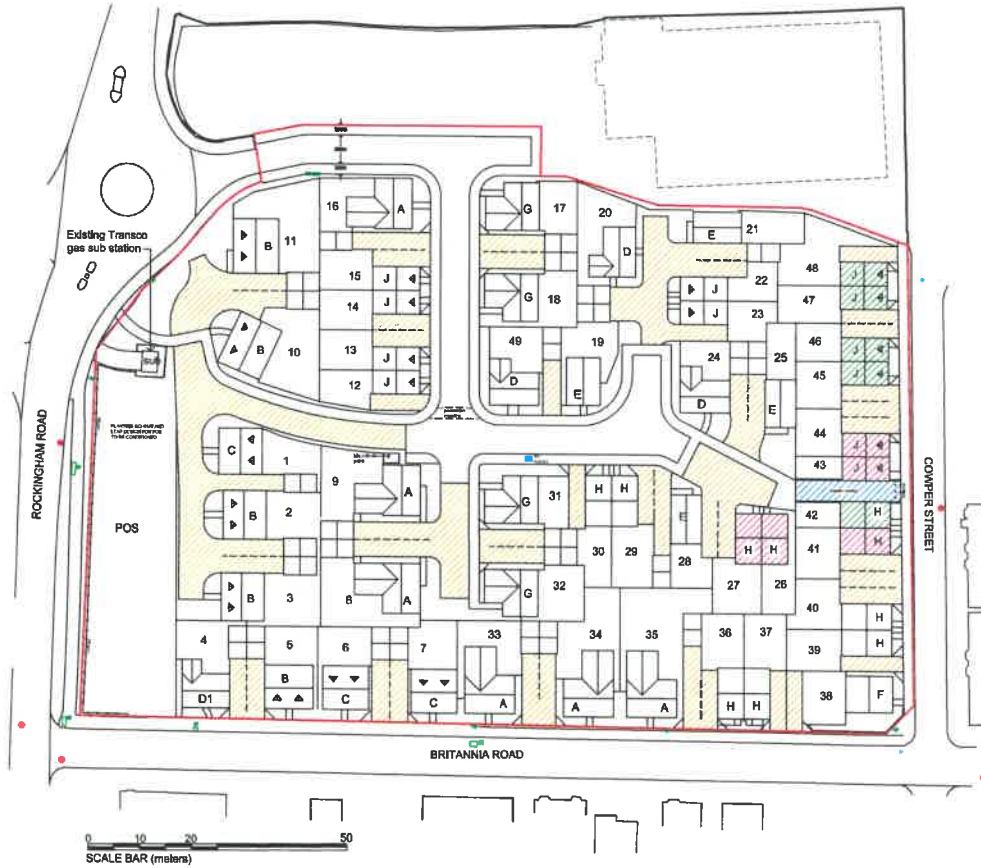 16
A
G
17
20
D
E
21
B
11
Existing Transco
gas sub station
15
J
14
J
G
18
J
22
J
23
48
J
47
J
SUB
B
10
13
J
12
J
49
D
19
E
24
D
25
E
46
J
45
J
C
1
9
A
G
31
H
H
44
J
43
J
B
2
POS
30
29
E
28
H
H
42
H
41
H
B
3
8
A
G
32
27
26
40
H
39
H
4
5
6
7
33
34
35
36
37
38
F
D1
B
C
C
A
A
A
H
H
ROCKINGHAM ROAD
COWPER STREET
BRITANNIA ROAD
0
10
20
50
SCALE BAR (meters)